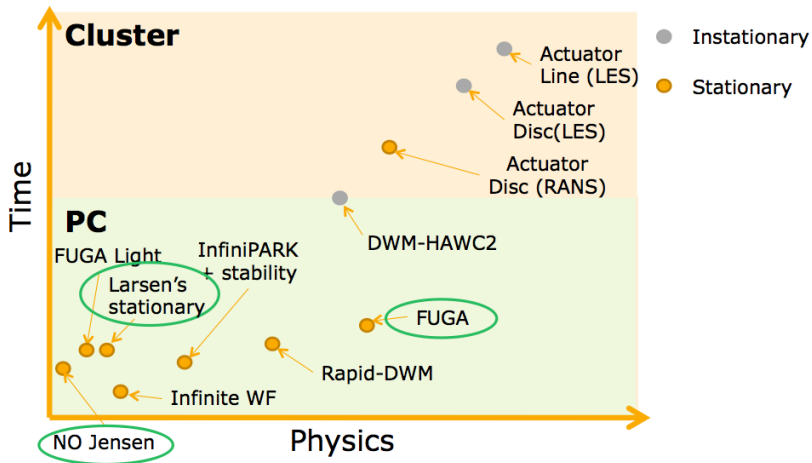 Cluster
Actuator
Line (LES)
Instationary
Stationary
Actuator
Disc(LES)
Actuator
Disc (RANS)
Time
PC
DWM-HAWC2
FUGA Light
InfiniPARK
+ stability
Larsen’s
stationary
FUGA
Rapid-DWM
Infinite WF
NO Jensen
Physics